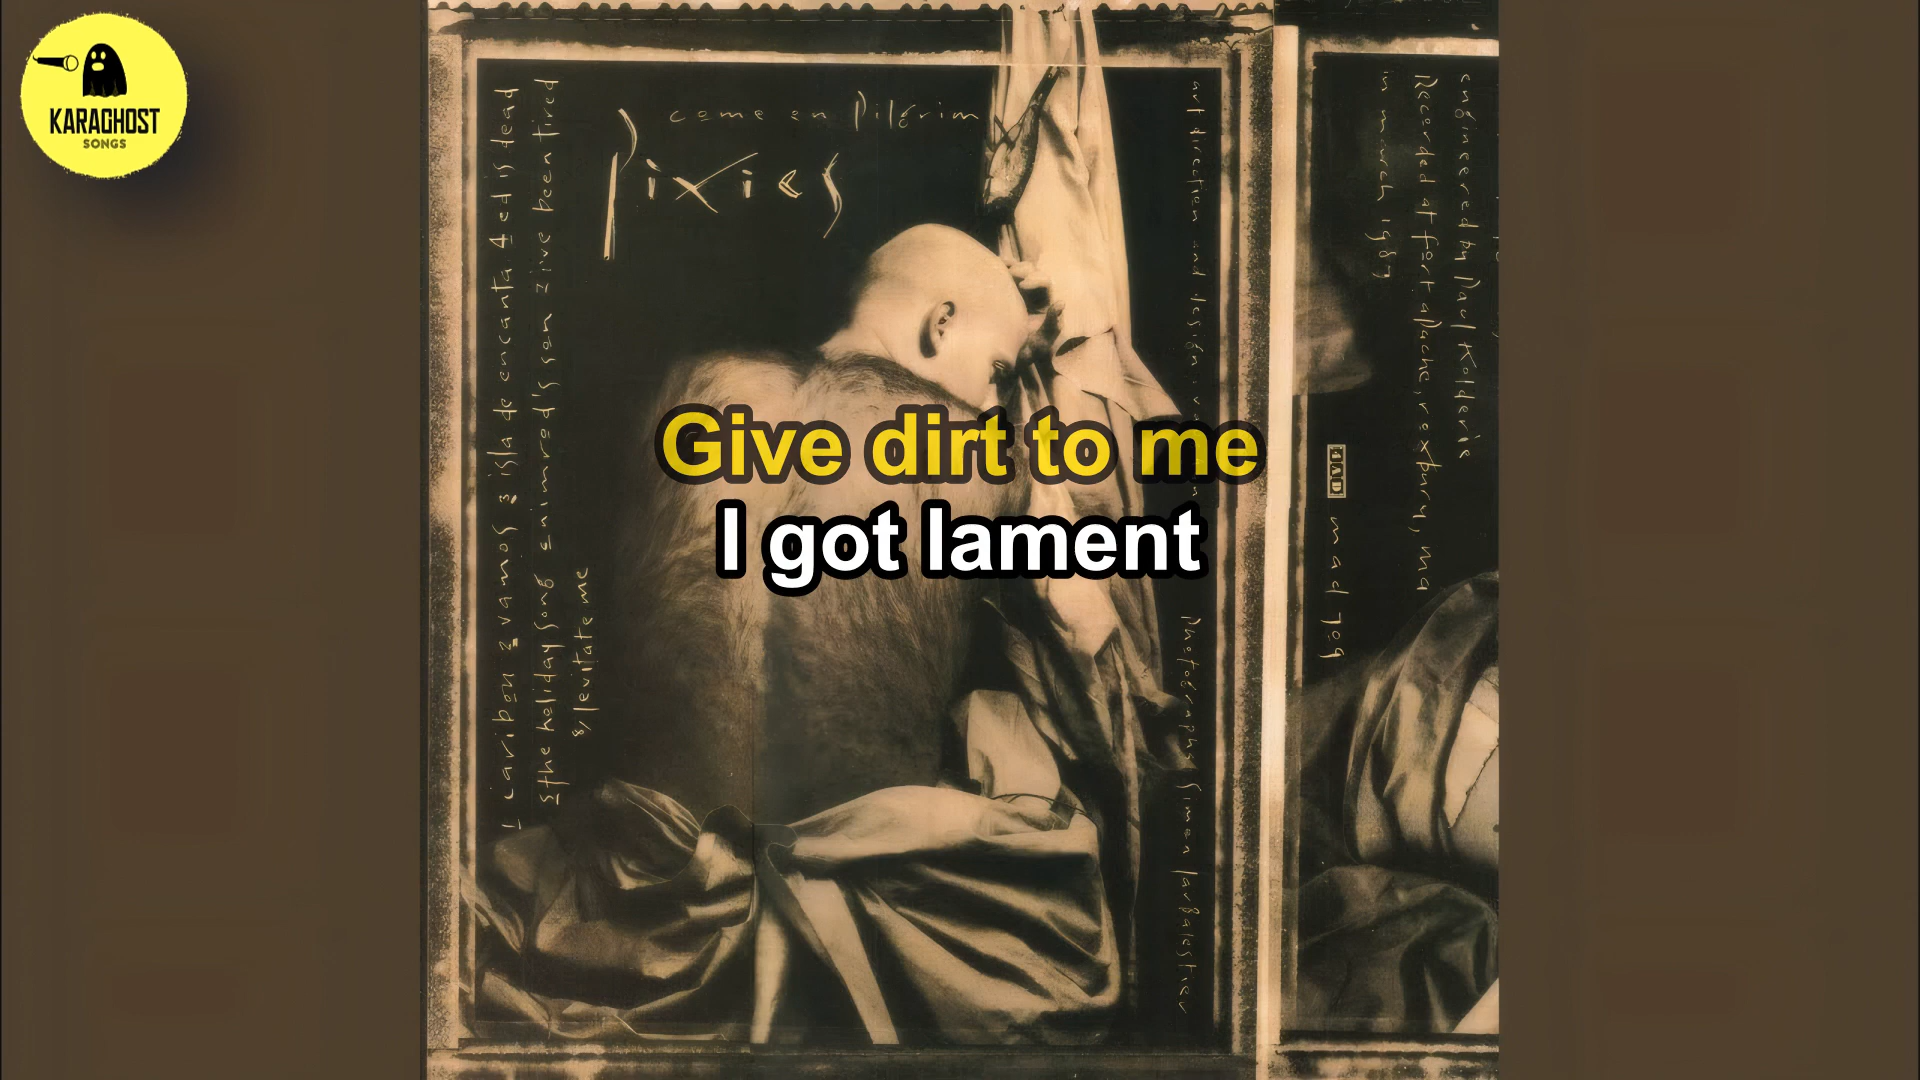 KARAGHOST
SONGS
come on pilgrim
Pixies
1 caribou 2 vamos 3 isla de encanta 4 ed is dead
5 the holiday song 6 nimrod's son 7 i've been tired
8 levitate me
Give dirt to me
I got lament
art direction and design . va
photography Simon larbalestier
engineered by Paul Kolderie
Recorded at fort apache, roxbury, ma
in march 1987
4AD
mad 709